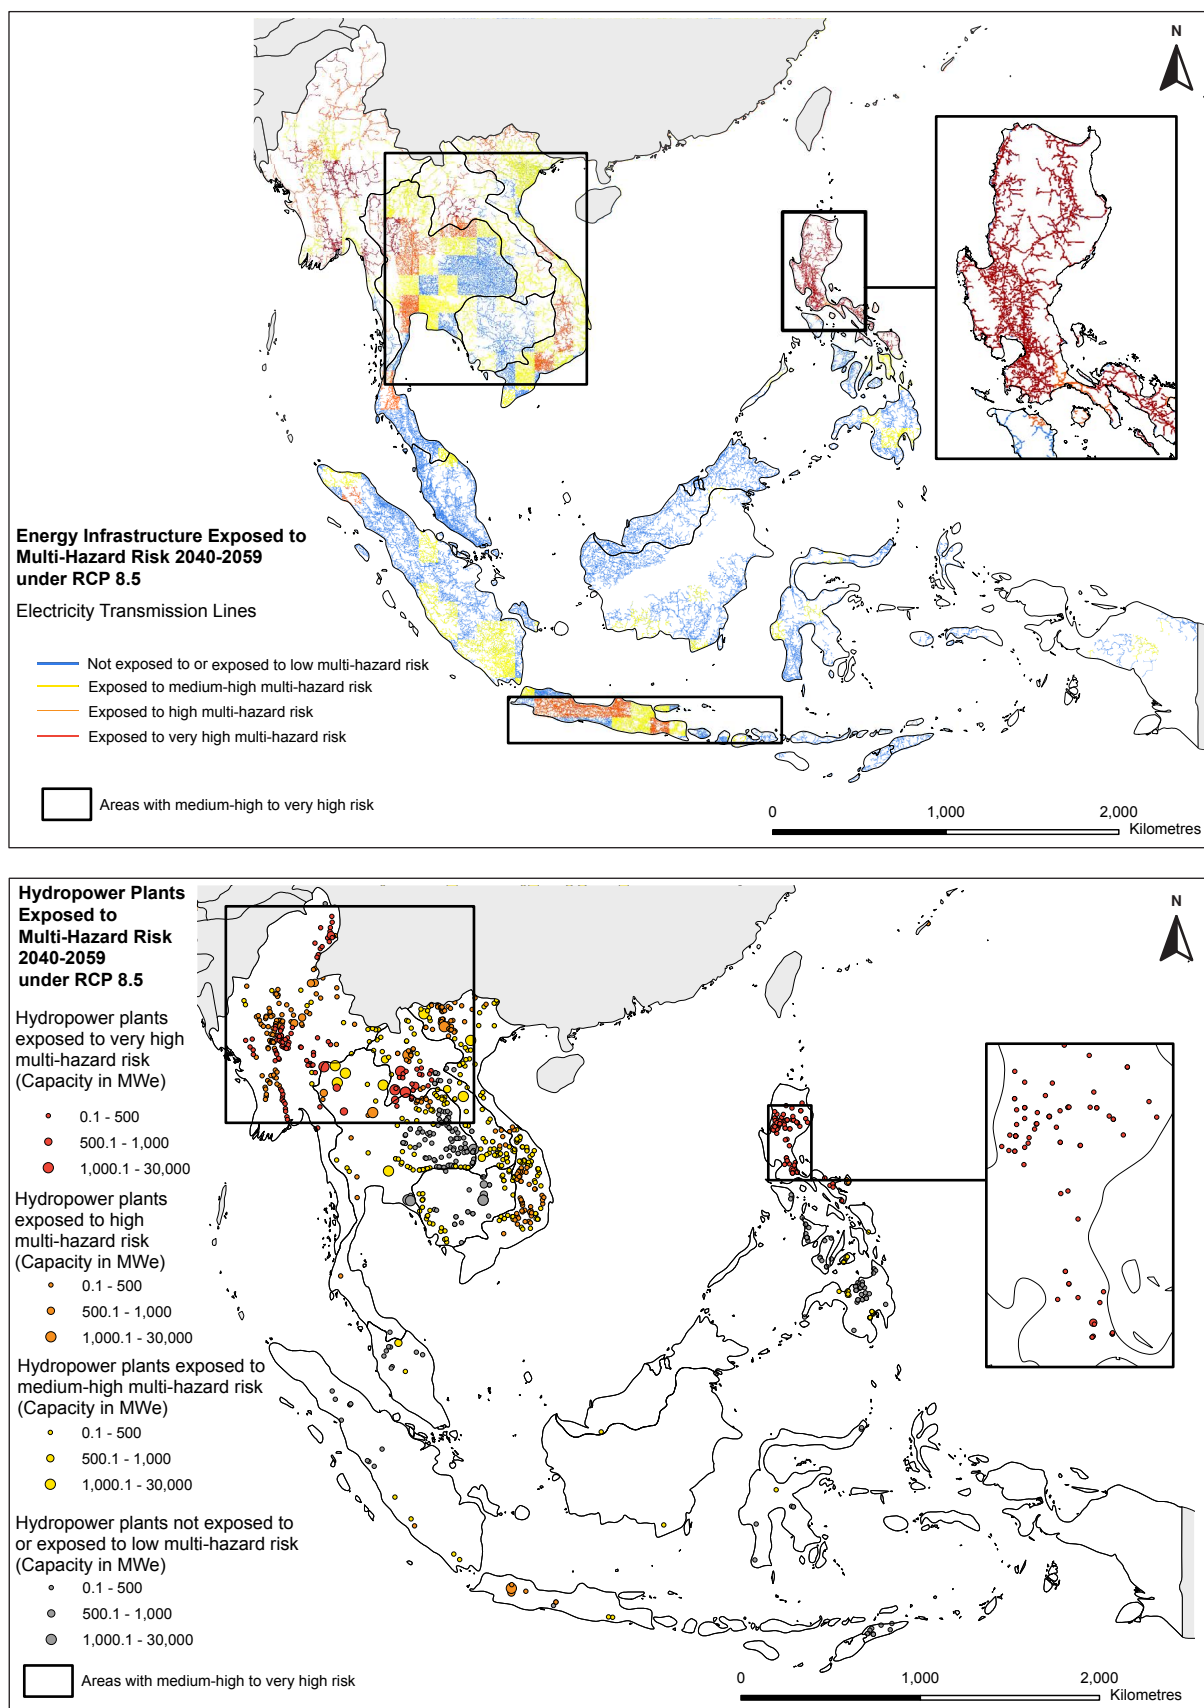 N
Energy Infrastructure Exposed to
Multi-Hazard Risk 2040-2059
under RCP 8.5
Electricity Transmission Lines
Not exposed to or exposed to low multi-hazard risk
Exposed to medium-high multi-hazard risk
Exposed to high multi-hazard risk
Exposed to very high multi-hazard risk
Areas with medium-high to very high risk
0 1,000 2,000
Kilometres
Hydropower Plants
Exposed to
Multi-Hazard Risk
2040-2059
under RCP 8.5
N
Hydropower plants
exposed to very high
multi-hazard risk
(Capacity in MWe)
0.1 - 500
500.1 - 1,000
1,000.1 - 30,000
Hydropower plants
exposed to high
multi-hazard risk
(Capacity in MWe)
0.1 - 500
500.1 - 1,000
1,000.1 - 30,000
Hydropower plants exposed to
medium-high multi-hazard risk
(Capacity in MWe)
0.1 - 500
500.1 - 1,000
1,000.1 - 30,000
Hydropower plants not exposed to
or exposed to low multi-hazard risk
(Capacity in MWe)
0.1 - 500
500.1 - 1,000
1,000.1 - 30,000
Areas with medium-high to very high risk
0 1,000 2,000
Kilometres